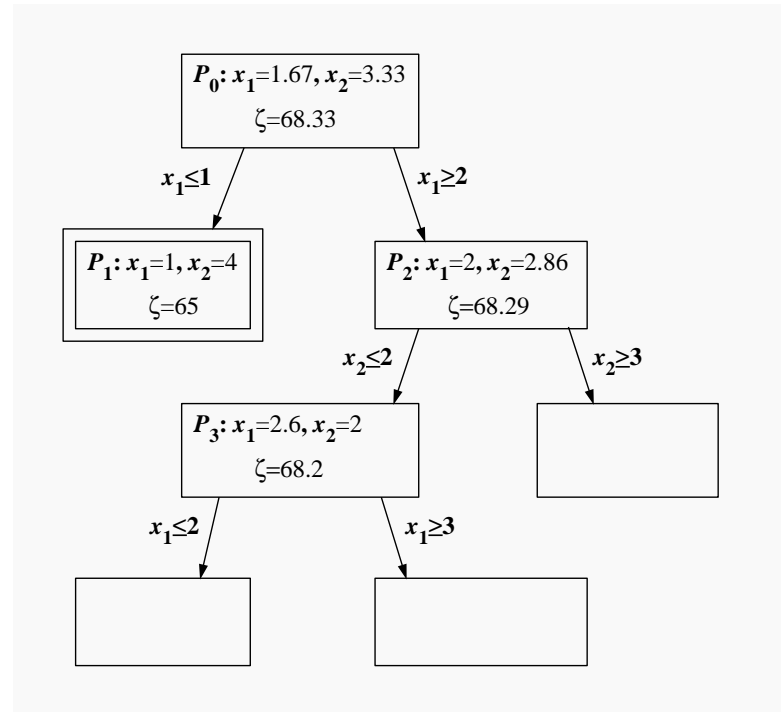 P0: x1=1.67, x2=3.33
ζ=68.33
x1≤1
x1≥2
P1: x1=1, x2=4
ζ=65
P2: x1=2, x2=2.86
ζ=68.29
x2≤2
x2≥3
P3: x1=2.6, x2=2
ζ=68.2
x1≤2
x1≥3